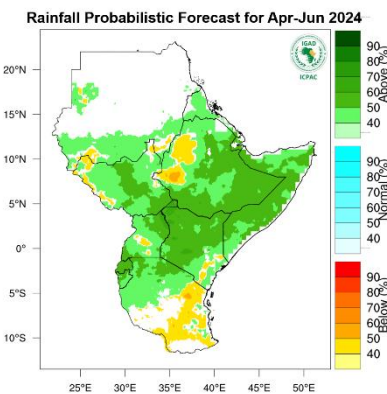 Rainfall Probabilistic Forecast for Apr-Jun 2024
IGAD
ICPAC
20°N
15°N
10°N
5°N
0°
5°S
10°S
25°E 30°E 35°E 40°E 45°E 50°E
90
80
70
60
50
40
Above (%)
90
80
70
60
50
40
Normal (%)
90
80
70
60
50
40
Below (%)